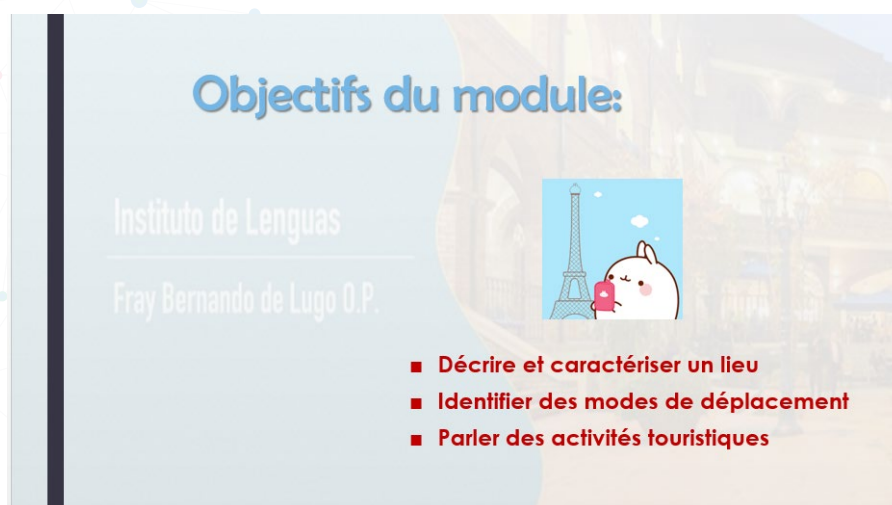 Objectifs du module:
Instituto de Lenguas
Fray Bernando de Lugo O.P.
■ Décrire et caractériser un lieu
■ Identifier des modes de déplacement
■ Parler des activités touristiques